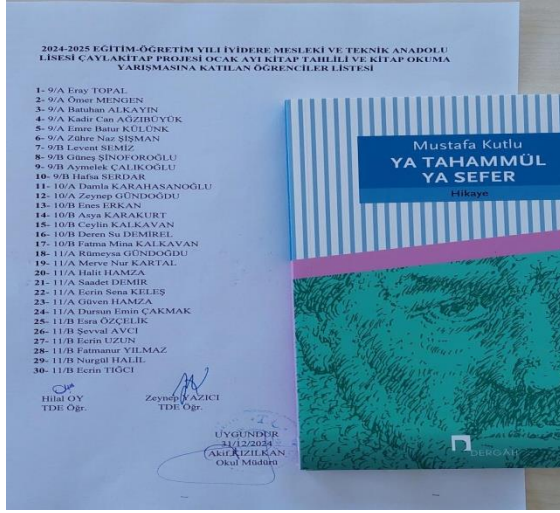 2024-2025 EĞİTİM-ÖĞRETİM YILI İYİDERE MESLEKİ VE TEKNİK ANADOLU
LİSESİ ÇAYLAKİTAP PROJESİ OCAK AYI KİTAP TAHLİLİ VE KİTAP OKUMA
YARIŞMASINA KATILAN ÖĞRENCİLER LİSTESİ
1- 9/A Eray TOPAL
2- 9/A Ömer MENGEN
3- 9/A Batuhan ALKAYIN
4- 9/A Kadir Can AĞZIBÜYÜK
5- 9/A Emre Batur KÜLÜNK
6- 9/A Zühre Naz ŞİŞMAN
7- 9/B Levent SEMİZ
8- 9/B Güneş ŞİNOFOROĞLU
9- 9/B Aymelek ÇALIKOĞLU
10- 9/B Hafsa SERDAR
11- 10/A Damla KARAHASANOĞLU
12- 10/A Zeynep GÜNDOĞDU
13- 10/B Enes ERKAN
14- 10/B Asya KARAKURT
15- 10/B Ceylin KALKAVAN
16- 10/B Deren Su DEMİREL
17- 10/B Fatma Mina KALKAVAN
18- 11/A Rümeysa GÜNDOĞDU
19- 11/A Merve Nur KARTAL
20- 11/A Halit HAMZA
21- 11/A Saadet DEMİR
22- 11/A Ecrin Sena KELEŞ
23- 11/A Güven HAMZA
24- 11/A Dursun Emin ÇAKMAK
25- 11/B Esra ÖZÇELİK
26- 11/B Şevval AVCI
27- 11/B Ecrin UZUN
28- 11/B Fatmanur YILMAZ
29- 11/B Nurgül HALİL
30- 11/B Ecrin TIĞCI
Hilal OY
TDE Öğr.
Zeynep YAZICI
TDE Öğr.
T.C.
UYGUNDUR
31/12/2024
Akif KIZILKAN
Okul Müdürü
Mustafa Kutlu
YA TAHAMMÜL
YA SEFER
Hikaye
DERGÂH